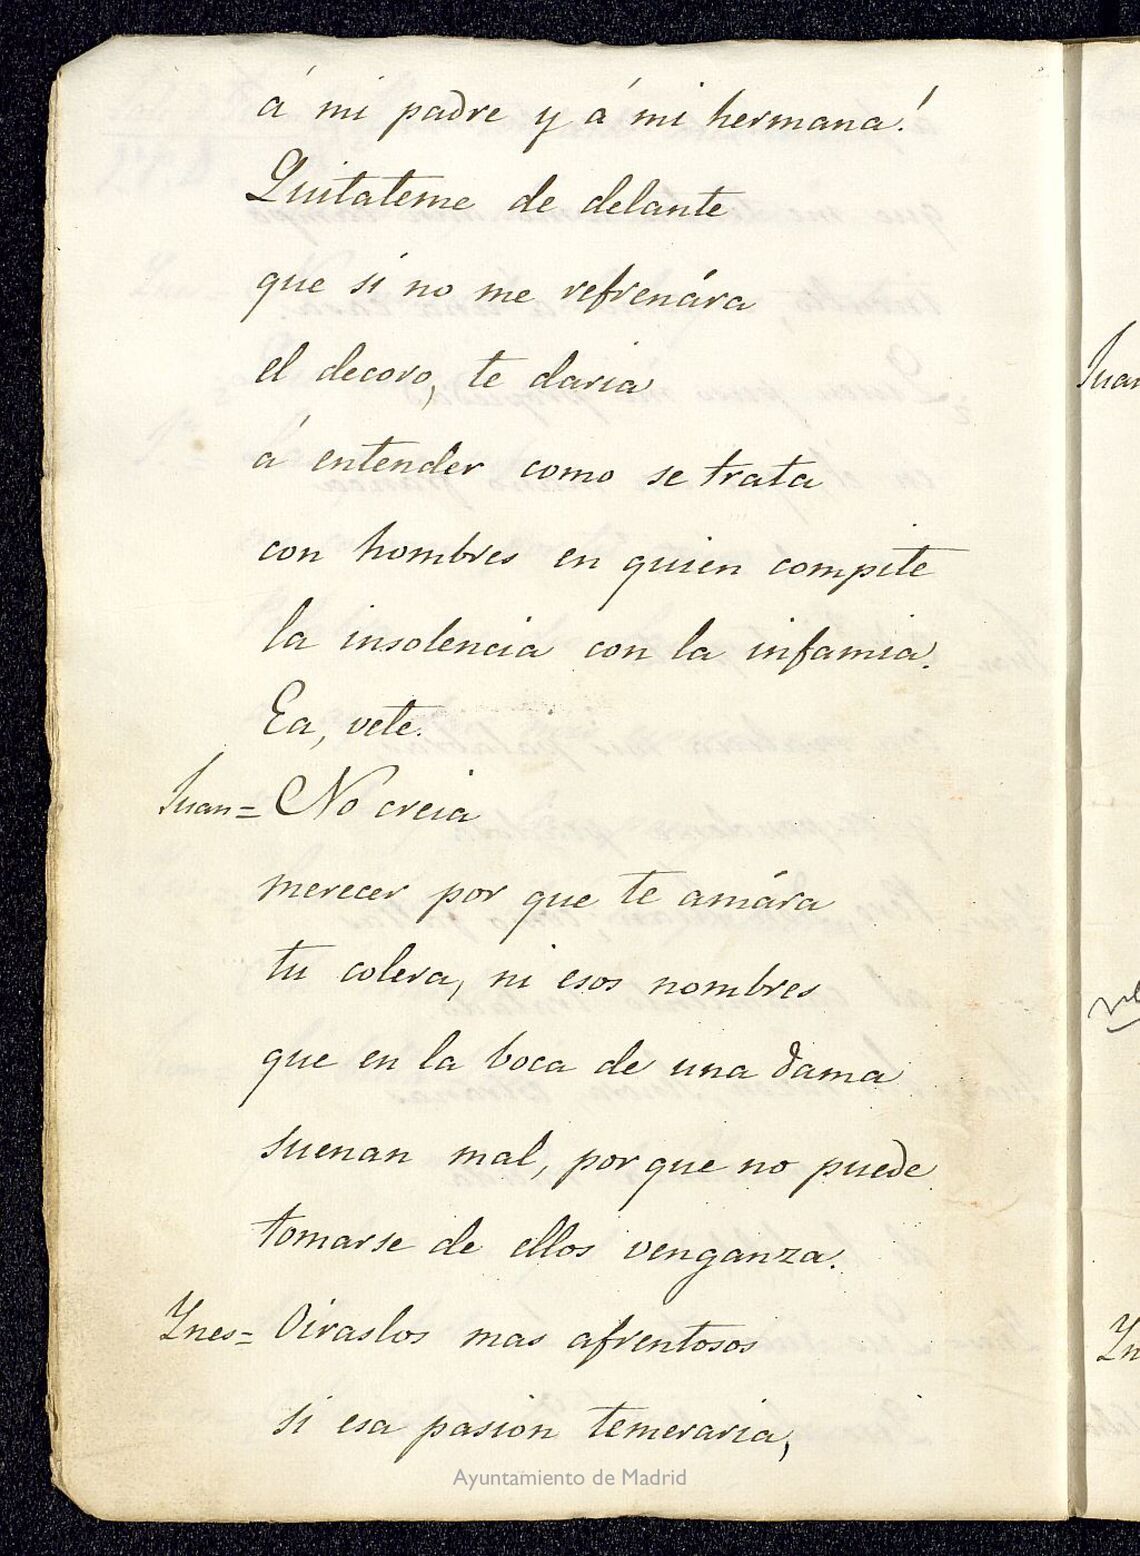 á mi padre y á mi hermana!
Quitateme de delante
que si no me refrenára
el decoro, te daria
á entender como se trata
con hombres en quien compite
la insolencia con la infamia.
Ea, vete.
Juan= No creia
merecer por que te amára
tu colera, ni esos nombres
que en la boca de una dama
suenan mal, por que no puede
tomarse de ellos venganza.
Ynes= Oiraslos mas afrentosos
si esa pasion temeraria,
Ayuntamiento de Madrid
Juan
Yn